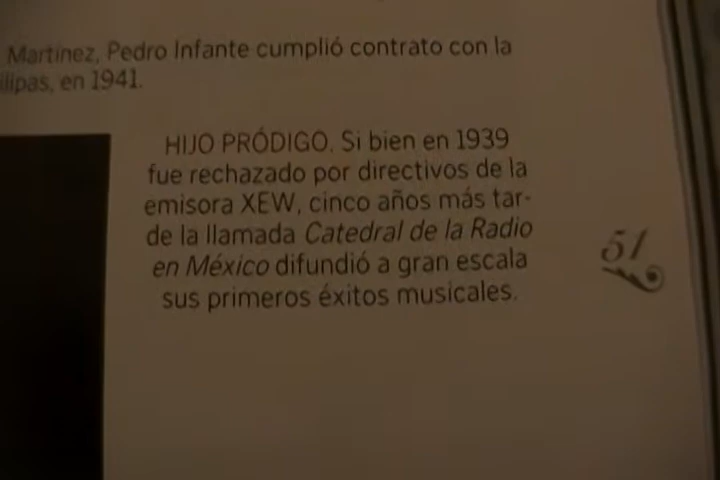 Martínez, Pedro Infante cumplió contrato con la
lipas, en 1941.
HIJO PRÓDIGO. Si bien en 1939
fue rechazado por directivos de la
emisora XEW, cinco años más tar-
de la llamada Catedral de la Radio
en México difundió a gran escala
sus primeros éxitos musicales.
51